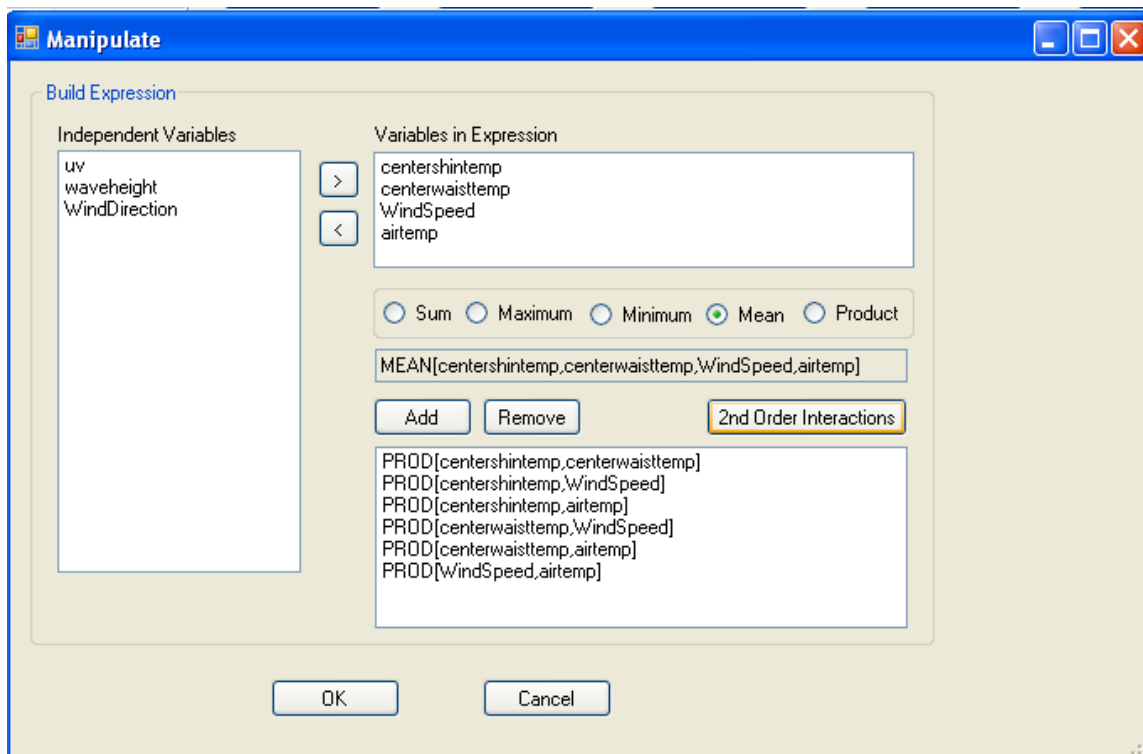 Manipulate
Build Expression
Independent Variables
uv
waveheight
WindDirection
>
<
Variables in Expression
centershintemp
centerwaisttemp
WindSpeed
airtemp
Sum Maximum Minimum Mean Product
MEAN[centershintemp,centerwaisttemp,WindSpeed,airtemp]
Add Remove 2nd Order Interactions
PROD[centershintemp,centerwaisttemp]
PROD[centershintemp,WindSpeed]
PROD[centershintemp,airtemp]
PROD[centerwaisttemp,WindSpeed]
PROD[centerwaisttemp,airtemp]
PROD[WindSpeed,airtemp]
OK Cancel